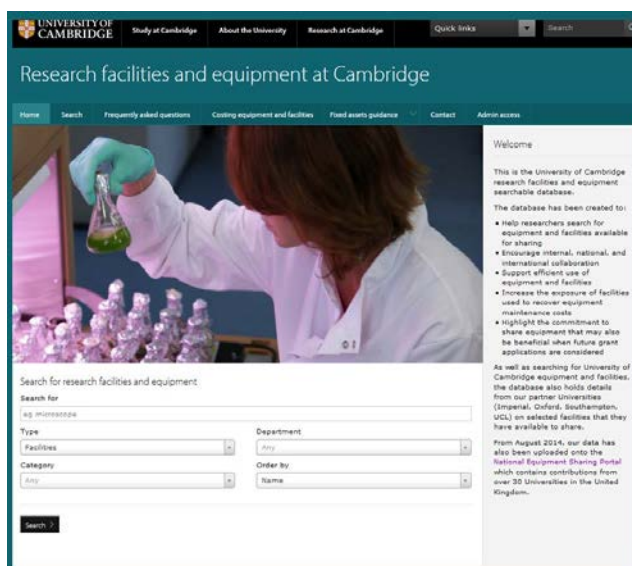 UNIVERSITY OF
CAMBRIDGE
Study at Cambridge
About the University
Research at Cambridge
Quick links
Search
Research facilities and equipment at Cambridge
Home
Search
Frequently asked questions
Costing equipment and facilities
Fixed assets guidance
Contact
Admin access
Welcome
This is the University of Cambridge
research facilities and equipment
searchable database.
The database has been created to:
Help researchers search for
equipment and facilities available
for sharing
Encourage internal, national, and
international collaboration
Support efficient use of
equipment and facilities
Increase the exposure of facilities
used to recover equipment
maintenance costs
Highlight the commitment to
share equipment that may also
be beneficial when future grant
applications are considered
As well as searching for University of
Cambridge equipment and facilities,
the database also holds details
from our partner Universities
(Imperial, Oxford, Southampton,
UCL) on selected facilities that they
have available to share.
From August 2014, our data has
also been uploaded onto the
National Equipment Sharing Portal
which contains contributions from
over 30 Universities in the United
Kingdom.
Search for research facilities and equipment
Search for
eg microscope
Type
Department
Facilities
Any
Category
Order by
Any
Name
Search